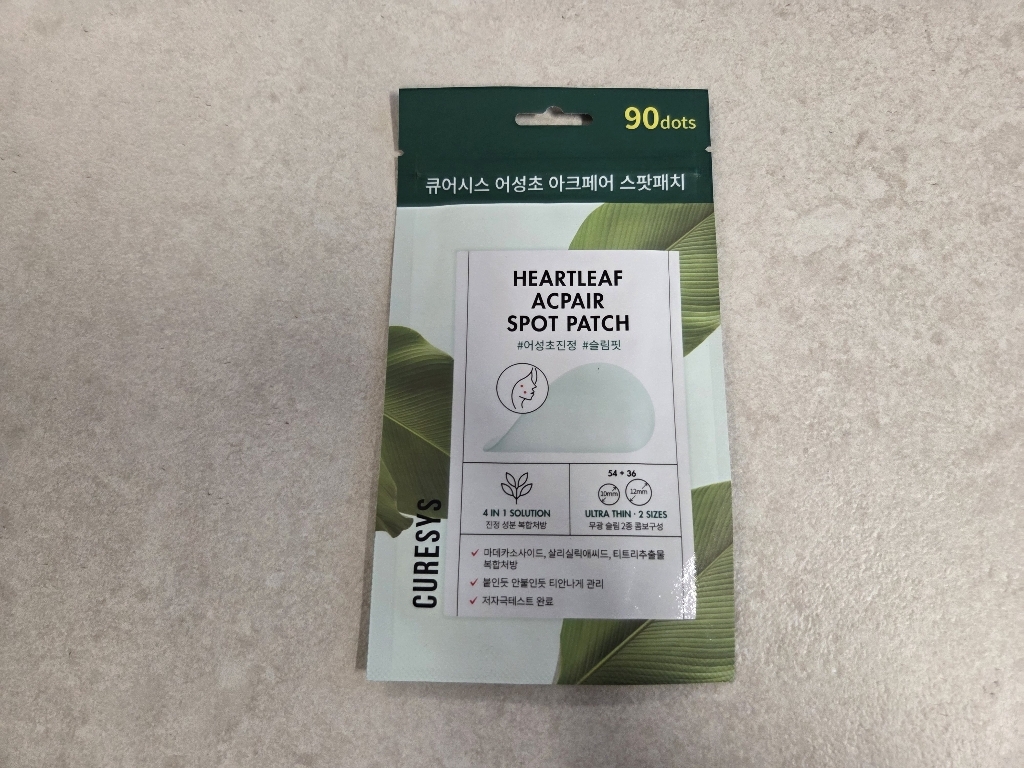 90dots
큐어시스 어성초 아크페어 스팟패치
HEARTLEAF
ACPAIR
SPOT PATCH
#어성초진정 #슬림핏
54 + 36
10mm 12mm
4 IN 1 SOLUTION
진정 성분 복합처방
ULTRA THIN · 2 SIZES
무광 슬림 2종 콤보구성
마데카소사이드, 살리실릭애씨드, 티트리추출물
복합처방
붙인듯 안붙인듯 티안나게 관리
저자극테스트 완료
CURESYS